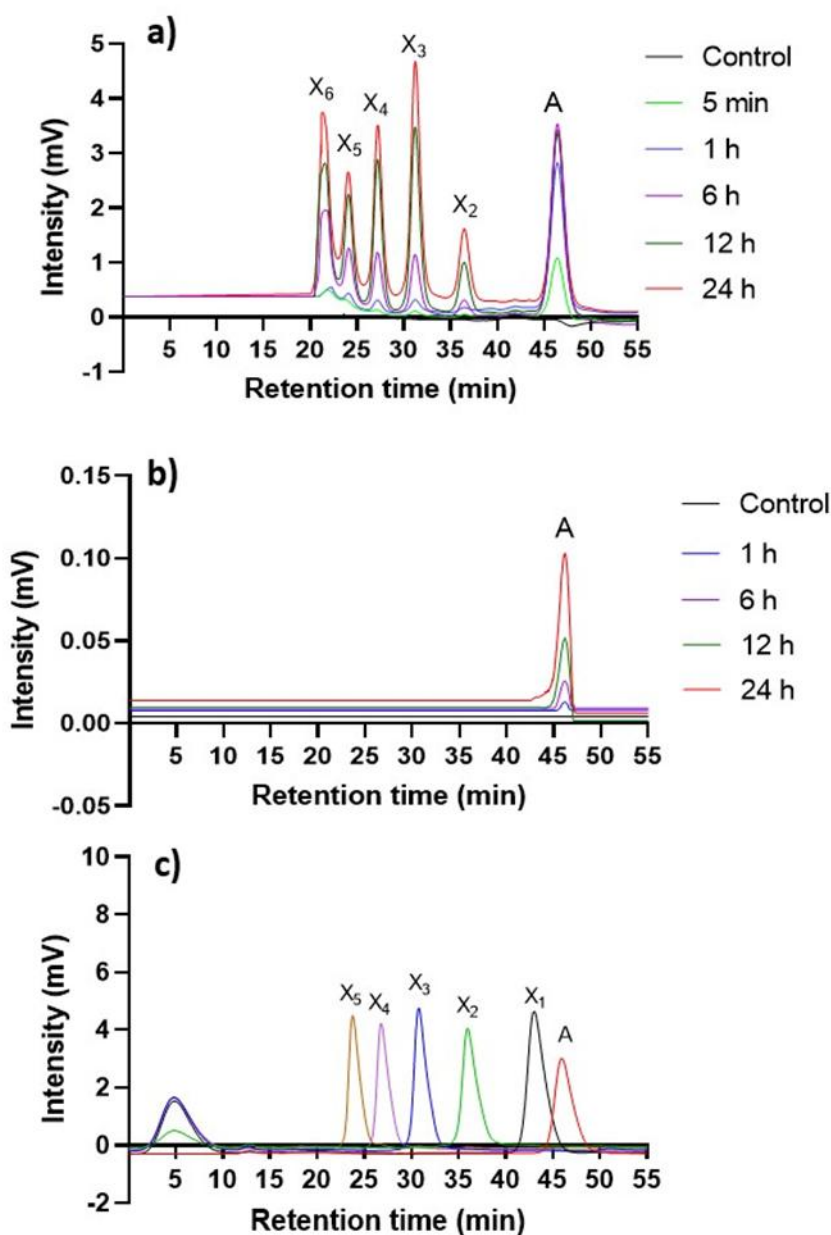 a)
Intensity (mV)
5
4
3
2
1
0
-1
X₆
X₅
X₄
X₃
X₂
A
5 10 15 20 25 30 35 40 45 50 55
Retention time (min)
Control
5 min
1 h
6 h
12 h
24 h
b)
Intensity (mV)
0.15
0.10
0.05
0.00
-0.05
A
5 10 15 20 25 30 35 40 45 50 55
Retention time (min)
Control
1 h
6 h
12 h
24 h
c)
Intensity (mV)
10
8
6
4
2
0
-2
X₅
X₄
X₃
X₂
X₁
A
5 10 15 20 25 30 35 40 45 50 55
Retention time (min)